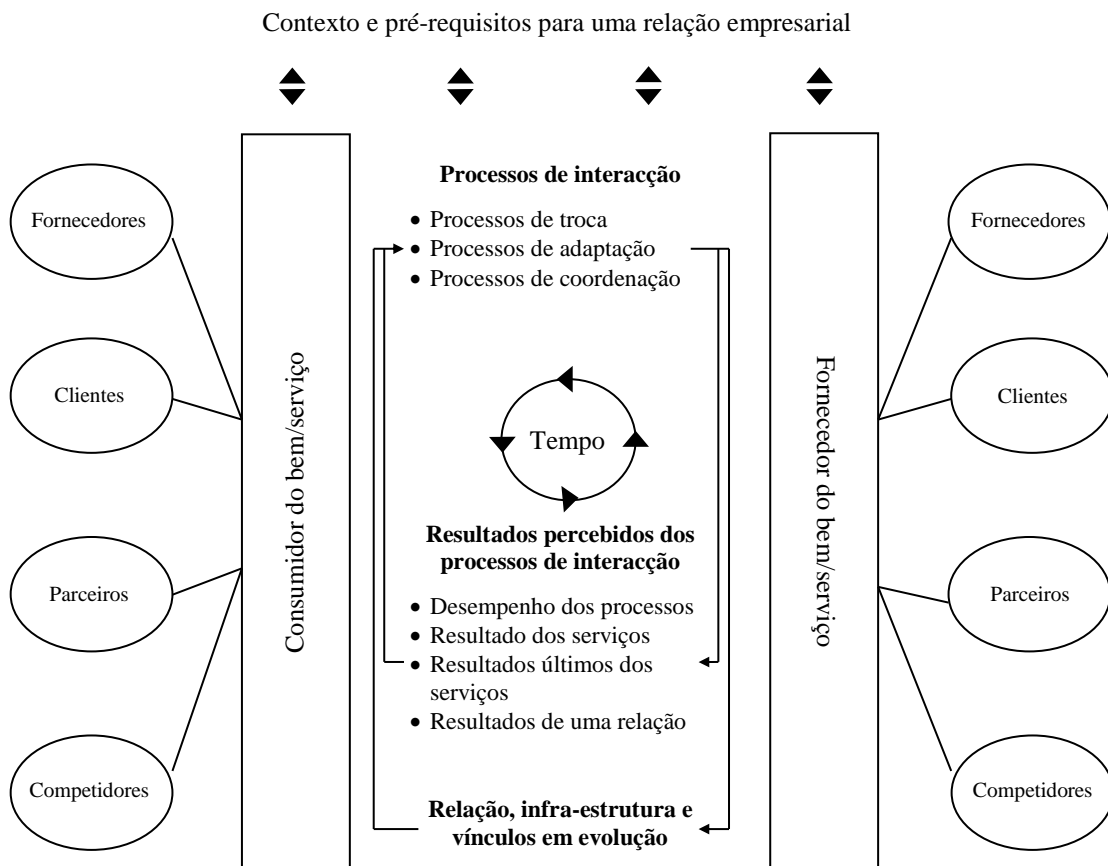 Contexto e pré-requisitos para uma relação empresarial
Fornecedores
Clientes
Parceiros
Competidores
Consumidor do bem/serviço
Processos de interacção
• Processos de troca
• Processos de adaptação
• Processos de coordenação
Tempo
Resultados percebidos dos
processos de interacção
• Desempenho dos processos
• Resultado dos serviços
• Resultados últimos dos
serviços
• Resultados de uma relação
Relação, infra-estrutura e
vínculos em evolução
Fornecedor do bem/serviço
Fornecedores
Clientes
Parceiros
Competidores